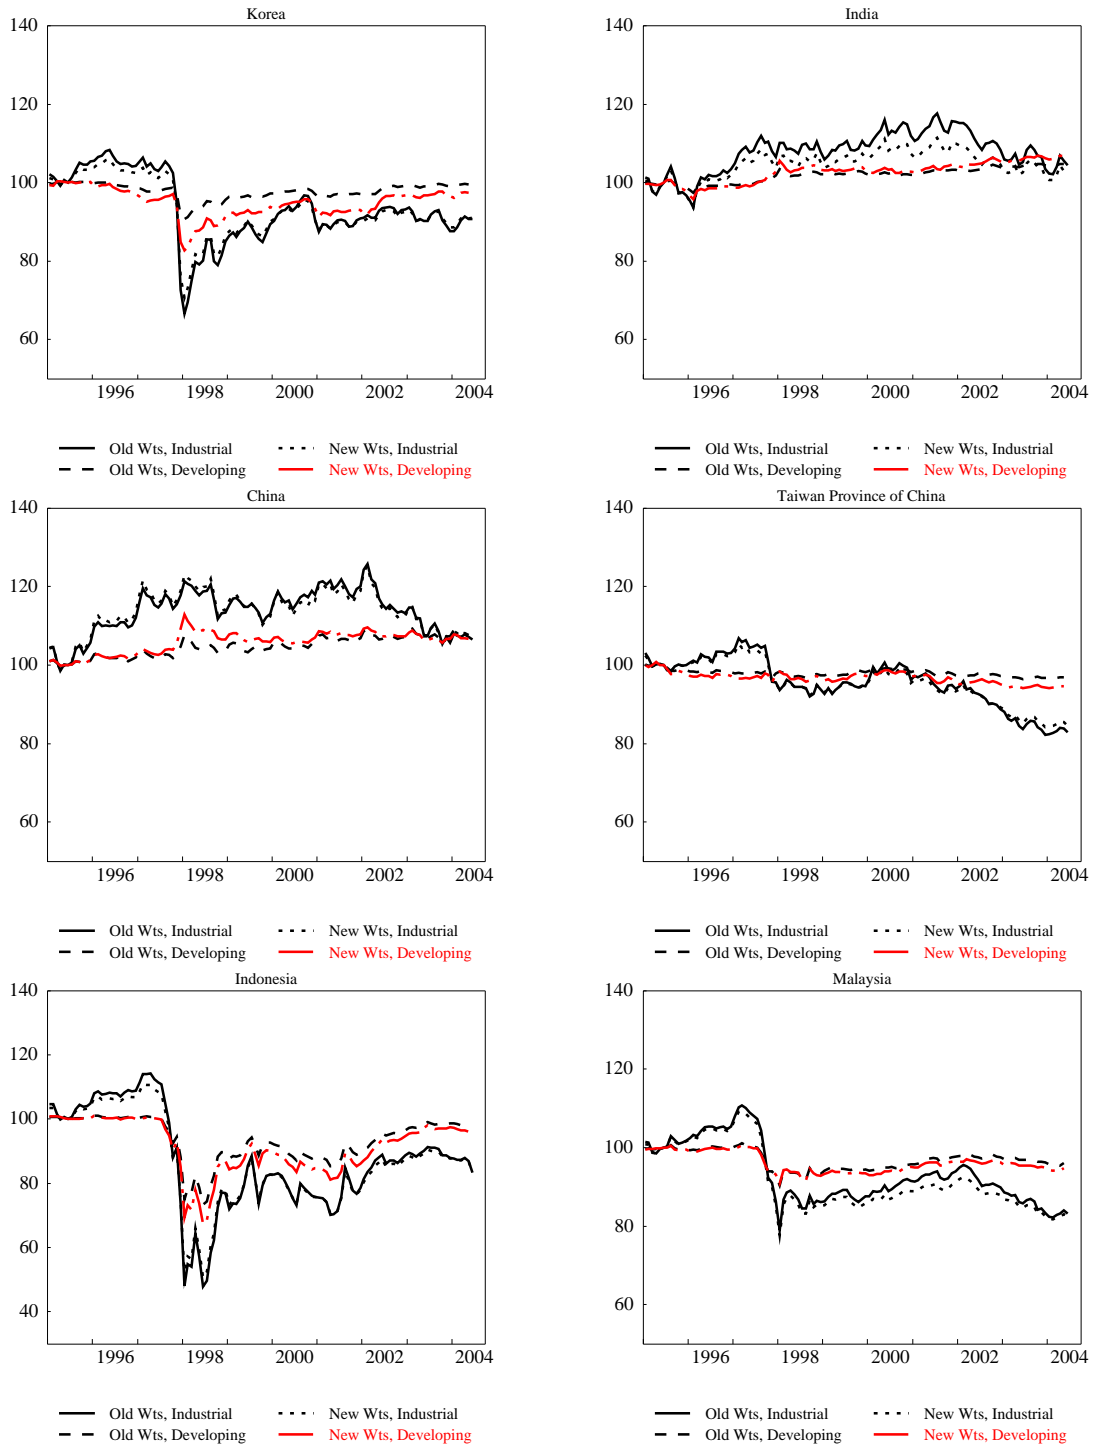 Korea
140
120
100
80
60
1996 1998 2000 2002 2004
Old Wts, Industrial New Wts, Industrial
Old Wts, Developing New Wts, Developing
India
140
120
100
80
60
1996 1998 2000 2002 2004
Old Wts, Industrial New Wts, Industrial
Old Wts, Developing New Wts, Developing
China
140
120
100
80
60
1996 1998 2000 2002 2004
Old Wts, Industrial New Wts, Industrial
Old Wts, Developing New Wts, Developing
Taiwan Province of China
140
120
100
80
60
1996 1998 2000 2002 2004
Old Wts, Industrial New Wts, Industrial
Old Wts, Developing New Wts, Developing
Indonesia
140
120
100
80
60
40
1996 1998 2000 2002 2004
Old Wts, Industrial New Wts, Industrial
Old Wts, Developing New Wts, Developing
Malaysia
140
120
100
80
60
1996 1998 2000 2002 2004
Old Wts, Industrial New Wts, Industrial
Old Wts, Developing New Wts, Developing